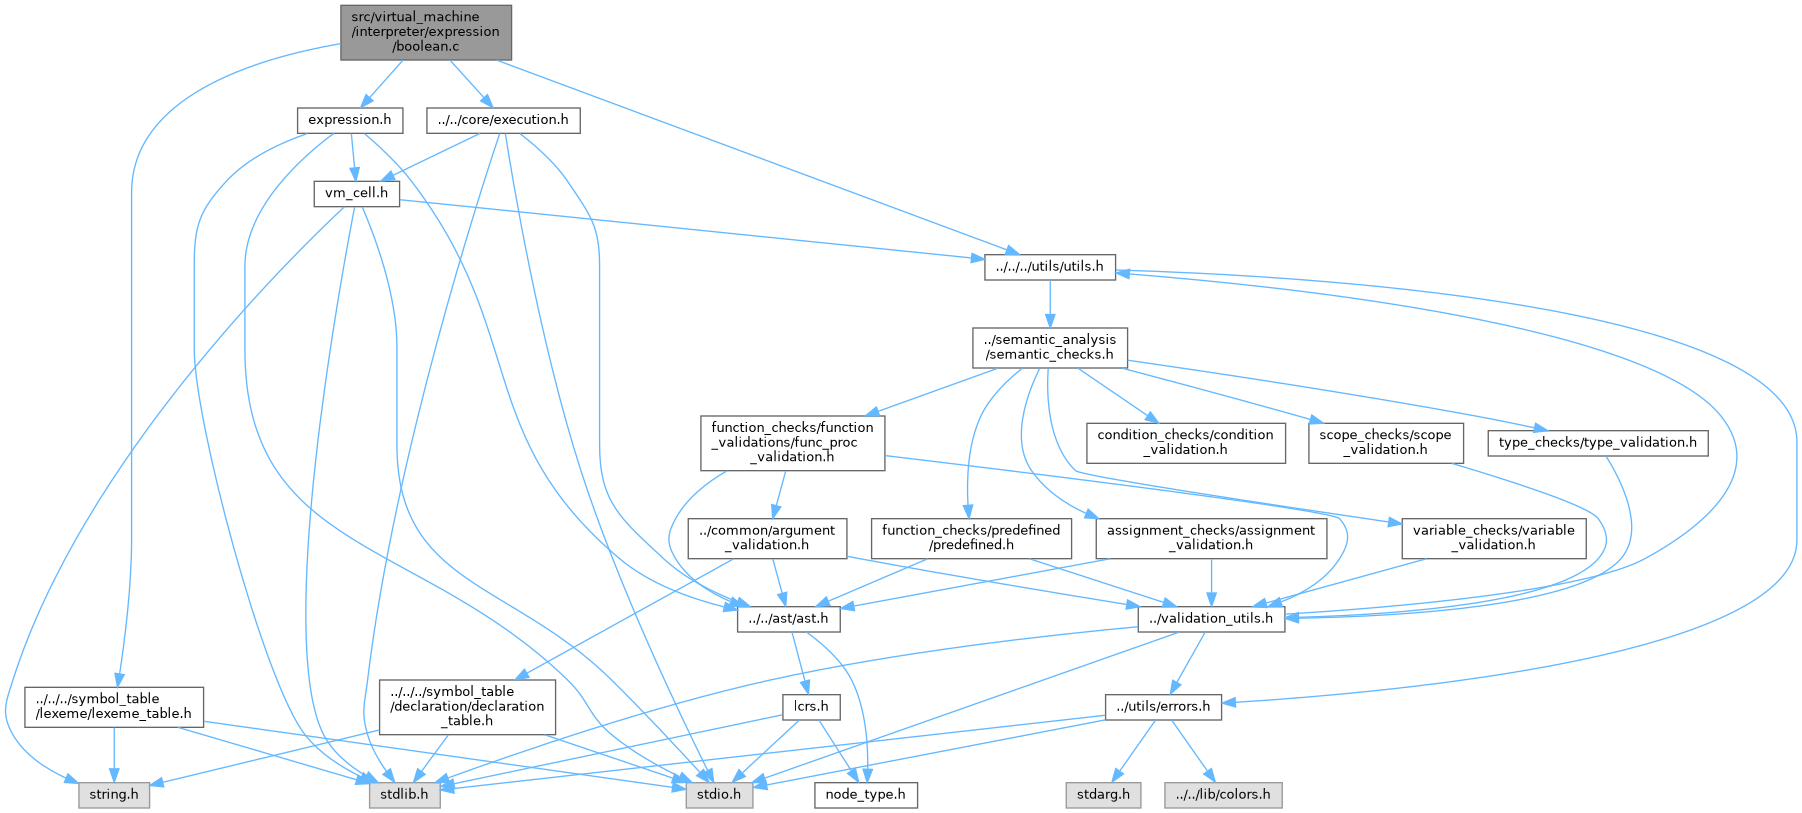 src/virtual_machine
/interpreter/expression
/boolean.c
expression.h
../../core/execution.h
vm_cell.h
../../../utils/utils.h
../semantic_analysis
/semantic_checks.h
function_checks/function
_validations/func_proc
_validation.h
condition_checks/condition
_validation.h
scope_checks/scope
_validation.h
type_checks/type_validation.h
../common/argument
_validation.h
function_checks/predefined
/predefined.h
assignment_checks/assignment
_validation.h
variable_checks/variable
_validation.h
../../ast/ast.h
../validation_utils.h
../../../symbol_table
/lexeme/lexeme_table.h
../../../symbol_table
/declaration/declaration
_table.h
lcrs.h
../utils/errors.h
string.h
stdlib.h
stdio.h
node_type.h
stdarg.h
../../lib/colors.h